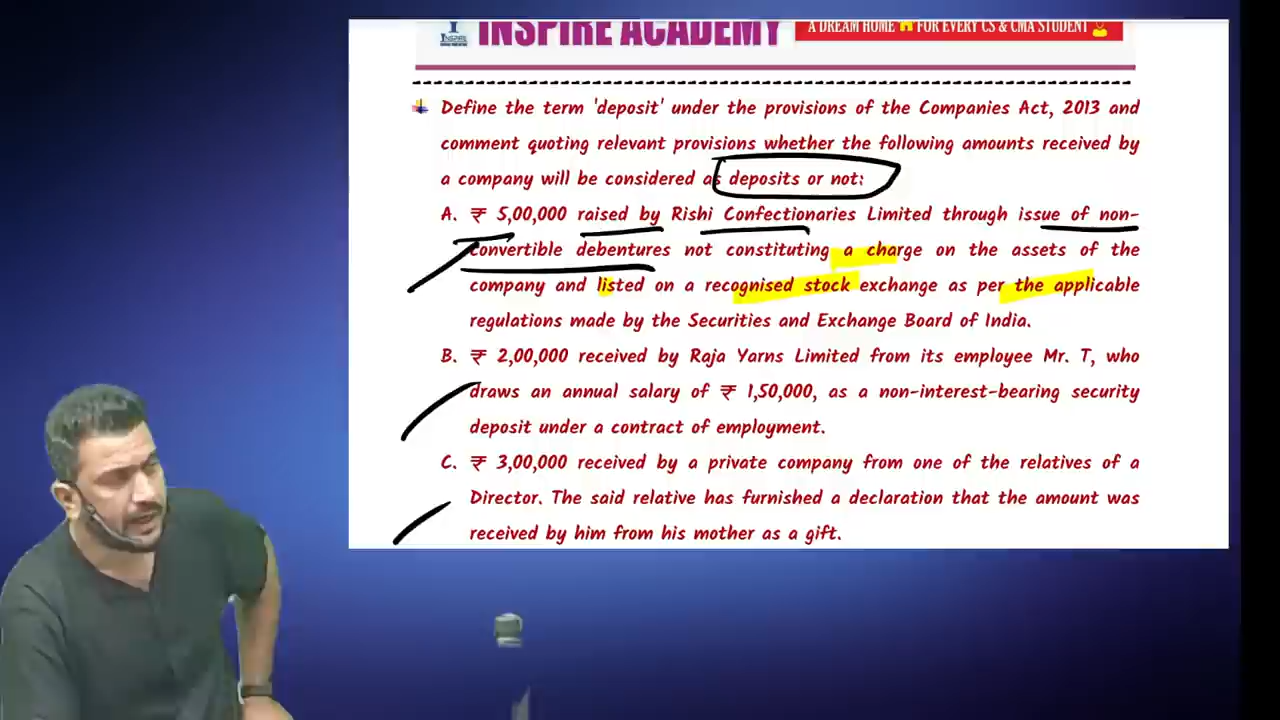 INSPIRE ACADEMY
A DREAM HOME FOR EVERY CS & CMA STUDENT
INSPIRE
Define the term 'deposit' under the provisions of the Companies Act, 2013 and
comment quoting relevant provisions whether the following amounts received by
a company will be considered as deposits or not:
A. ₹ 5,00,000 raised by Rishi Confectionaries Limited through issue of non-
convertible debentures not constituting a charge on the assets of the
company and listed on a recognised stock exchange as per the applicable
regulations made by the Securities and Exchange Board of India.
B. ₹ 2,00,000 received by Raja Yarns Limited from its employee Mr. T, who
draws an annual salary of ₹ 1,50,000, as a non-interest-bearing security
deposit under a contract of employment.
C. ₹ 3,00,000 received by a private company from one of the relatives of a
Director. The said relative has furnished a declaration that the amount was
received by him from his mother as a gift.